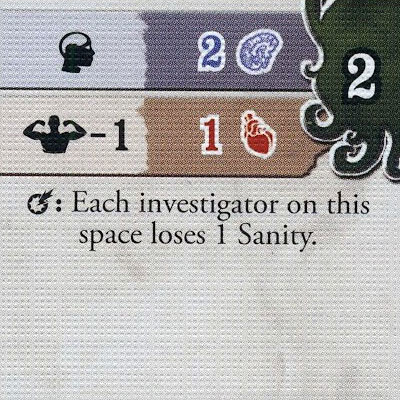 2
2
-1 1
: Each investigator on this
space loses 1 Sanity.